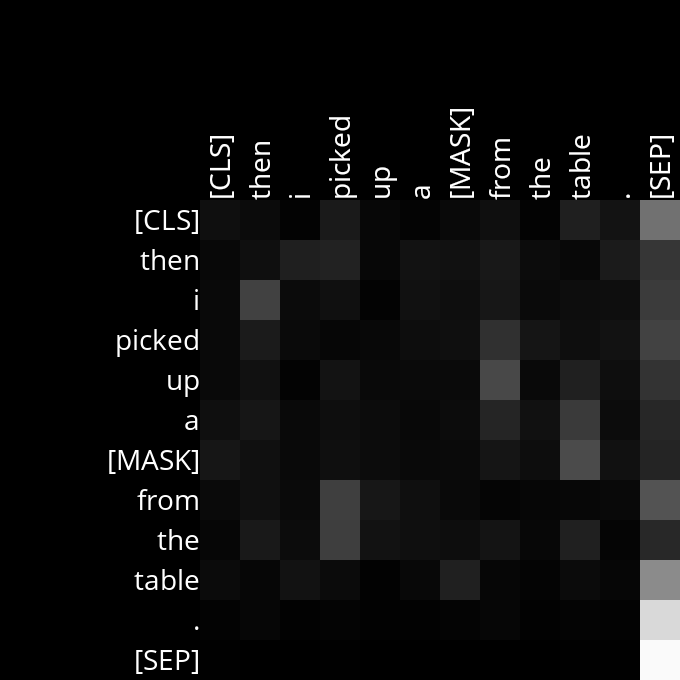 [CLS] then i picked up a [MASK] from the table . [SEP]
[CLS]
then
i
picked
up
a
[MASK]
from
the
table
.
[SEP]